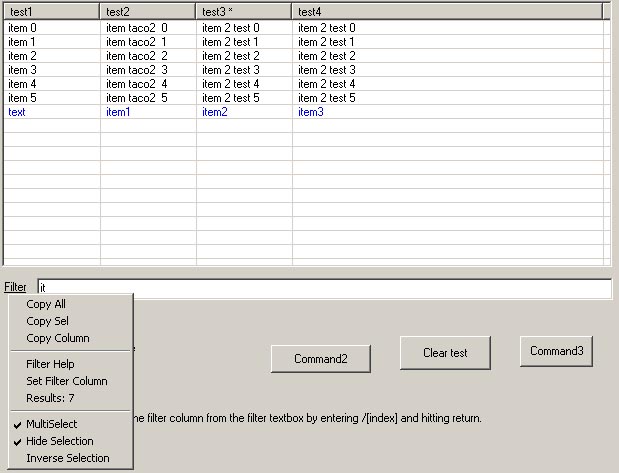 test1 test2 test3 * test4
item 0 item taco2 0 item 2 test 0 item 2 test 0
item 1 item taco2 1 item 2 test 1 item 2 test 1
item 2 item taco2 2 item 2 test 2 item 2 test 2
item 3 item taco2 3 item 2 test 3 item 2 test 3
item 4 item taco2 4 item 2 test 4 item 2 test 4
item 5 item taco2 5 item 2 test 5 item 2 test 5
text item1 item2 item3
Filter it
Copy All
Copy Sel
Copy Column
Filter Help
Set Filter Column
Results: 7
MultiSelect
Hide Selection
Inverse Selection
Command2 Clear test Command3
the filter column from the filter textbox by entering /[index] and hitting return.